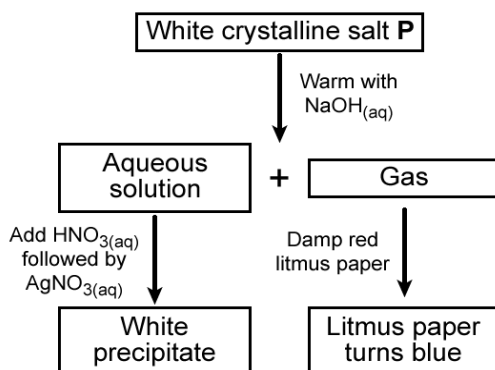 White crystalline salt P
Warm with
NaOH(aq)
Aqueous
solution
+
Gas
Add HNO3(aq)
followed by
AgNO3(aq)
Damp red
litmus paper
White
precipitate
Litmus paper
turns blue